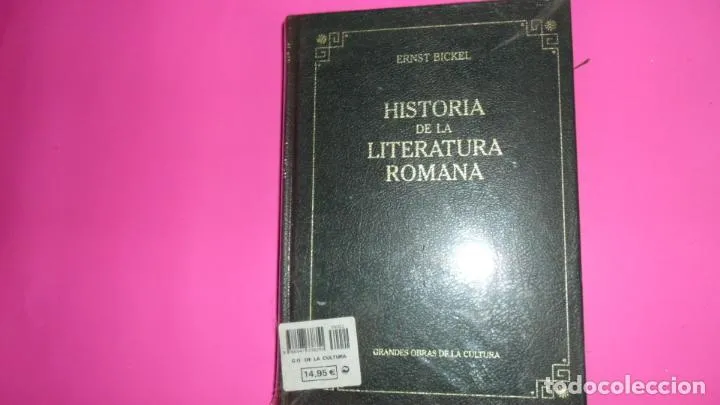 ERNST BICKEL
HISTORIA
DE LA
LITERATURA
ROMANA
G.O. DE LA CULTURA
14,95 €
GRANDES OBRAS DE LA CULTURA
todocoleccion